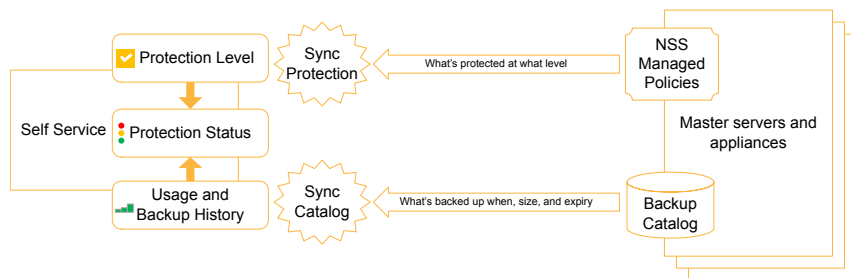 Protection Level
Sync
Protection
What's protected at what level
NSS
Managed
Policies
Self Service
Protection Status
Master servers and
appliances
Usage and
Backup History
Sync
Catalog
What's backed up when, size, and expiry
Backup
Catalog